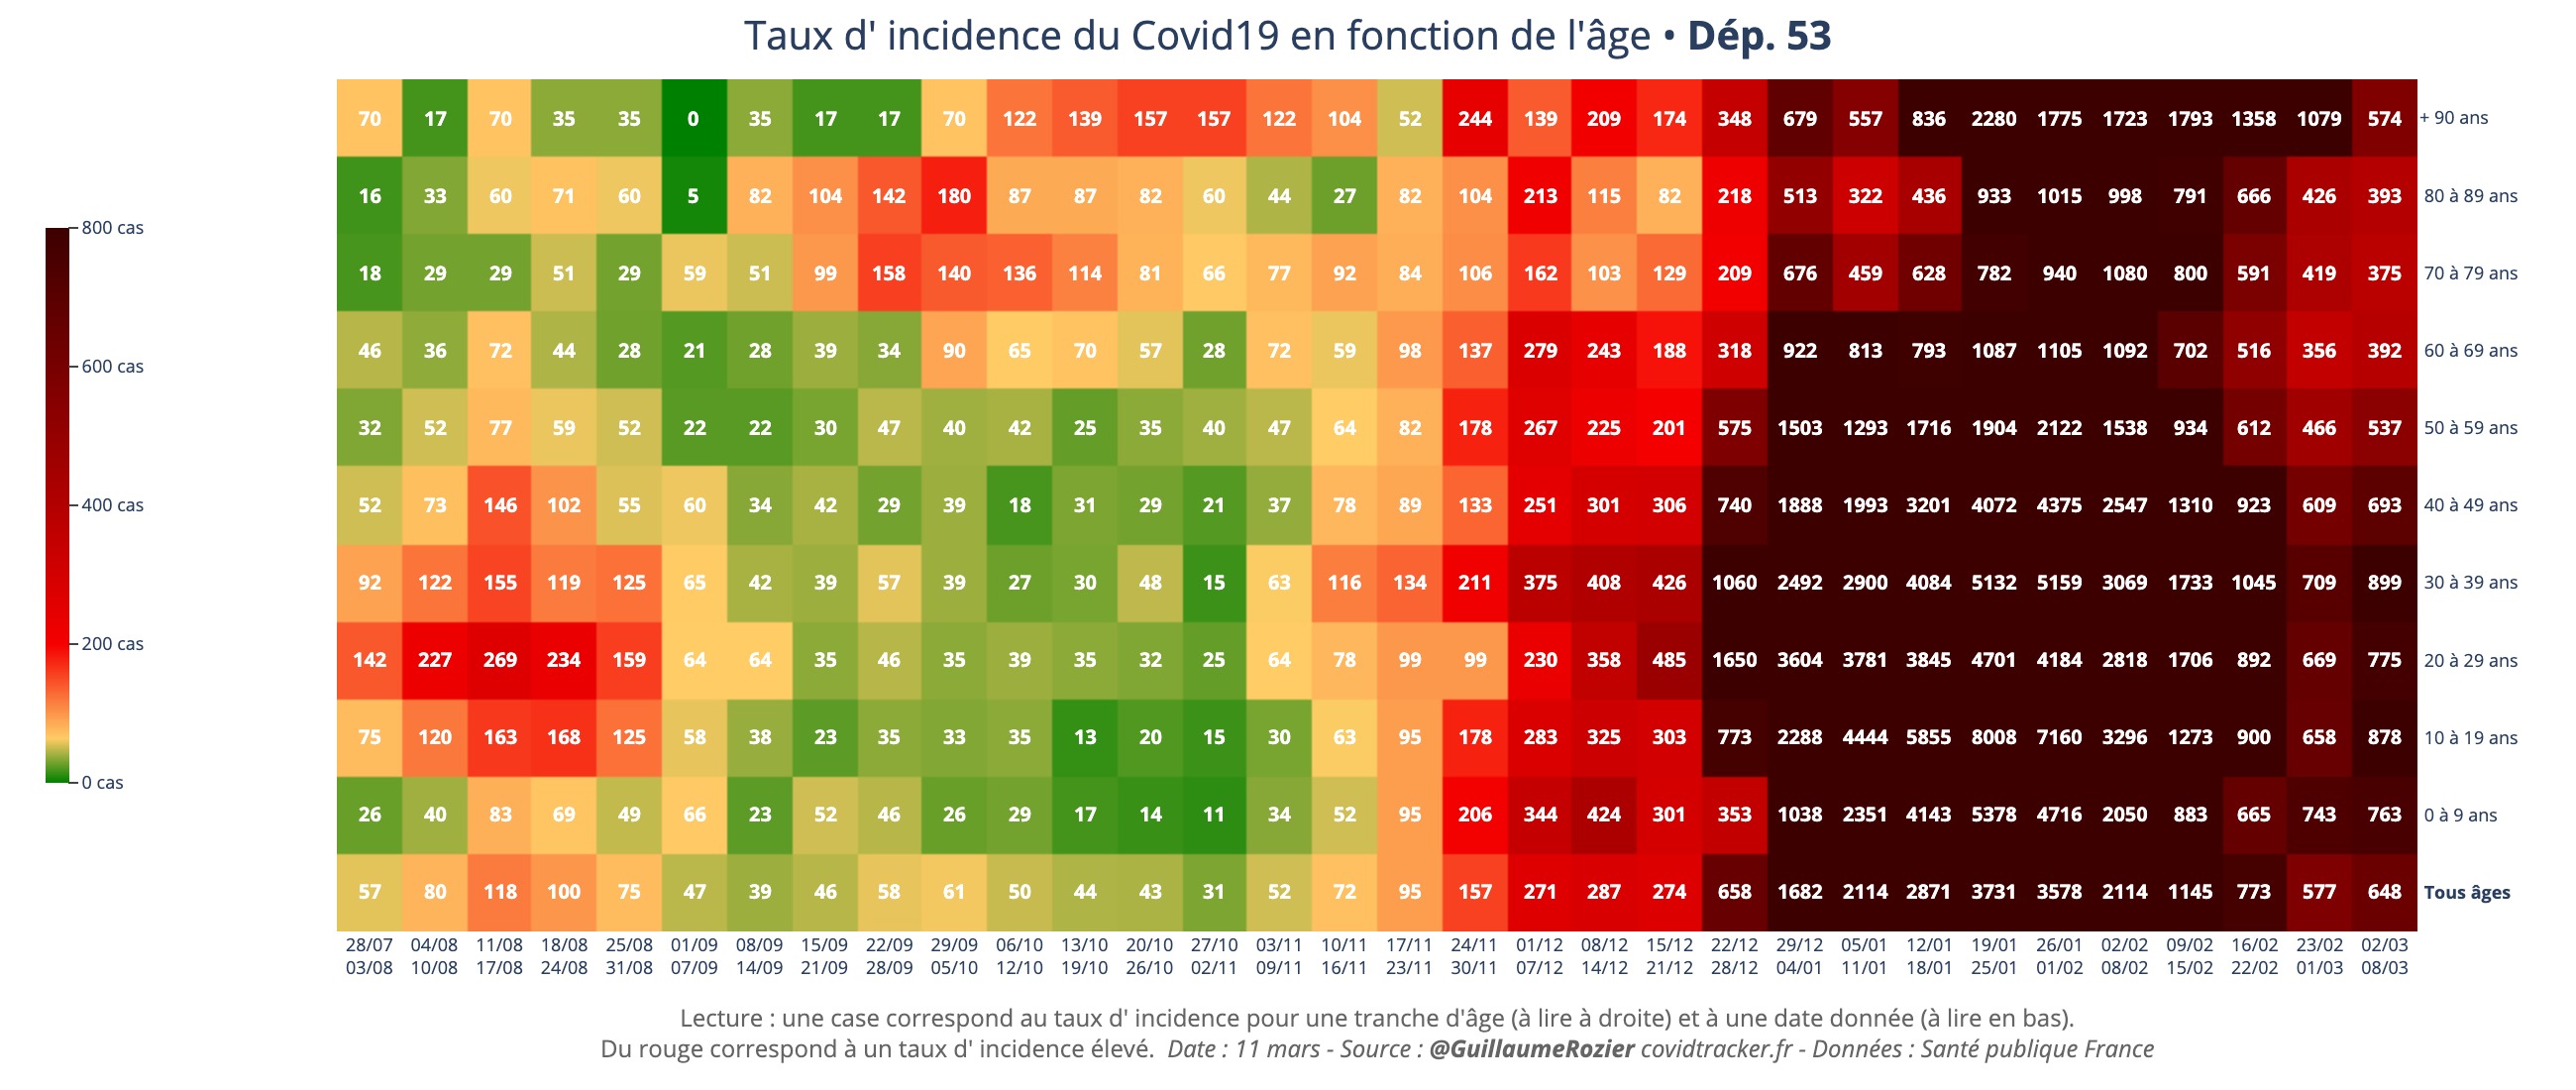 Taux d' incidence du Covid19 en fonction de l'âge • Dép. 53
70 17 70 35 35 0 35 17 17 70 122 139 157 157 122 104 52 244 139 209 174 348 679 557 836 2280 1775 1723 1793 1358 1079 574 + 90 ans
16 33 60 71 60 5 82 104 142 180 87 87 82 60 44 27 82 104 213 115 82 218 513 322 436 933 1015 998 791 666 426 393 80 à 89 ans
18 29 29 51 29 59 51 99 158 140 136 114 81 66 77 92 84 106 162 103 129 209 676 459 628 782 940 1080 800 591 419 375 70 à 79 ans
46 36 72 44 28 21 28 39 34 90 65 70 57 28 72 59 98 137 279 243 188 318 922 813 793 1087 1105 1092 702 516 356 392 60 à 69 ans
32 52 77 59 52 22 22 30 47 40 42 25 35 40 47 64 82 178 267 225 201 575 1503 1293 1716 1904 2122 1538 934 612 466 537 50 à 59 ans
52 73 146 102 55 60 34 42 29 39 18 31 29 21 37 78 89 133 251 301 306 740 1888 1993 3201 4072 4375 2547 1310 923 609 693 40 à 49 ans
92 122 155 119 125 65 42 39 57 39 27 30 48 15 63 116 134 211 375 408 426 1060 2492 2900 4084 5132 5159 3069 1733 1045 709 899 30 à 39 ans
142 227 269 234 159 64 64 35 46 35 39 35 32 25 64 78 99 99 230 358 485 1650 3604 3781 3845 4701 4184 2818 1706 892 669 775 20 à 29 ans
75 120 163 168 125 58 38 23 35 33 35 13 20 15 30 63 95 178 283 325 303 773 2288 4444 5855 8008 7160 3296 1273 900 658 878 10 à 19 ans
26 40 83 69 49 66 23 52 46 26 29 17 14 11 34 52 95 206 344 424 301 353 1038 2351 4143 5378 4716 2050 883 665 743 763 0 à 9 ans
57 80 118 100 75 47 39 46 58 61 50 44 43 31 52 72 95 157 271 287 274 658 1682 2114 2871 3731 3578 2114 1145 773 577 648 Tous âges
28/07 04/08 11/08 18/08 25/08 01/09 08/09 15/09 22/09 29/09 06/10 13/10 20/10 27/10 03/11 10/11 17/11 24/11 01/12 08/12 15/12 22/12 29/12 05/01 12/01 19/01 26/01 02/02 09/02 16/02 23/02 02/03
03/08 10/08 17/08 24/08 31/08 07/09 14/09 21/09 28/09 05/10 12/10 19/10 26/10 02/11 09/11 16/11 23/11 30/11 07/12 14/12 21/12 28/12 04/01 11/01 18/01 25/01 01/02 08/02 15/02 22/02 01/03 08/03
800 cas
600 cas
400 cas
200 cas
0 cas
Lecture : une case correspond au taux d' incidence pour une tranche d'âge (à lire à droite) et à une date donnée (à lire en bas).
Du rouge correspond à un taux d' incidence élevé. Date : 11 mars - Source : @GuillaumeRozier covidtracker.fr - Données : Santé publique France